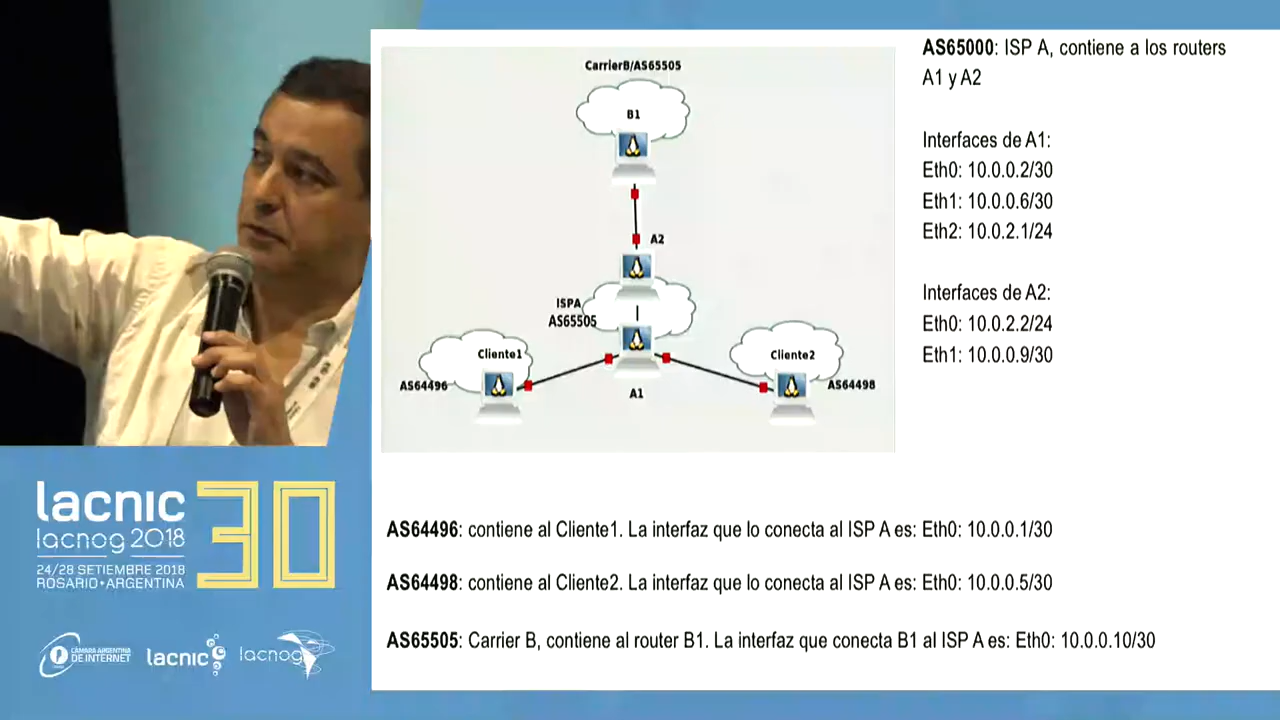 CarrierB/AS65505
B1
A2
ISPA
AS65505
Cliente1
AS64496
A1
Cliente2
AS64498
AS65000: ISP A, contiene a los routers
A1 y A2
Interfaces de A1:
Eth0: 10.0.0.2/30
Eth1: 10.0.0.6/30
Eth2: 10.0.2.1/24
Interfaces de A2:
Eth0: 10.0.2.2/24
Eth1: 10.0.0.9/30
AS64496: contiene al Cliente1. La interfaz que lo conecta al ISP A es: Eth0: 10.0.0.1/30
AS64498: contiene al Cliente2. La interfaz que lo conecta al ISP A es: Eth0: 10.0.0.5/30
AS65505: Carrier B, contiene al router B1. La interfaz que conecta B1 al ISP A es: Eth0: 10.0.0.10/30
lacnic 30
lacnog 2018
24/28 SETIEMBRE 2018
ROSARIO•ARGENTINA
CÁMARA ARGENTINA
DE INTERNET
lacnic
lacnog